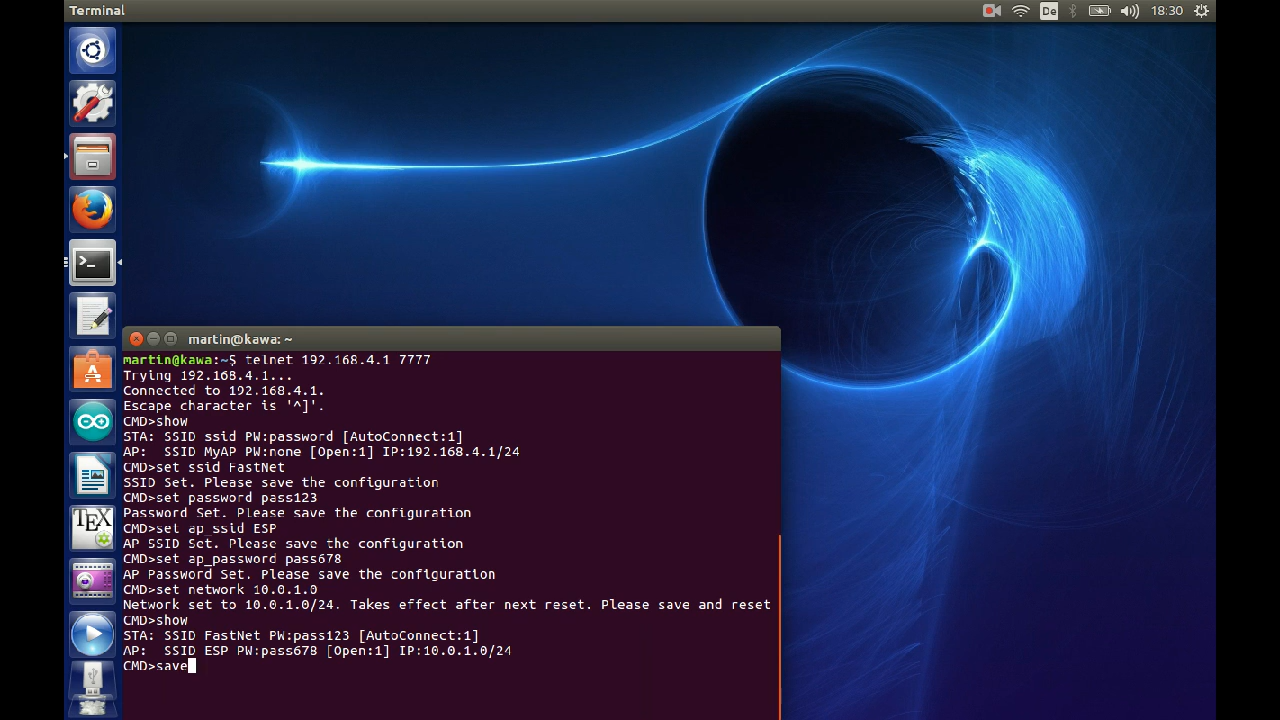 Terminal
De
18:30
martin@kawa: ~
martin@kawa:~$ telnet 192.168.4.1 7777
Trying 192.168.4.1...
Connected to 192.168.4.1.
Escape character is '^]'.
CMD>show
STA: SSID ssid PW:password [AutoConnect:1]
AP:  SSID MyAP PW:none [Open:1] IP:192.168.4.1/24
CMD>set ssid FastNet
SSID Set. Please save the configuration
CMD>set password pass123
Password Set. Please save the configuration
CMD>set ap_ssid ESP
AP SSID Set. Please save the configuration
CMD>set ap_password pass678
AP Password Set. Please save the configuration
CMD>set network 10.0.1.0
Network set to 10.0.1.0/24. Takes effect after next reset. Please save and reset
CMD>show
STA: SSID FastNet PW:pass123 [AutoConnect:1]
AP:  SSID ESP PW:pass678 [Open:1] IP:10.0.1.0/24
CMD>save
TEX